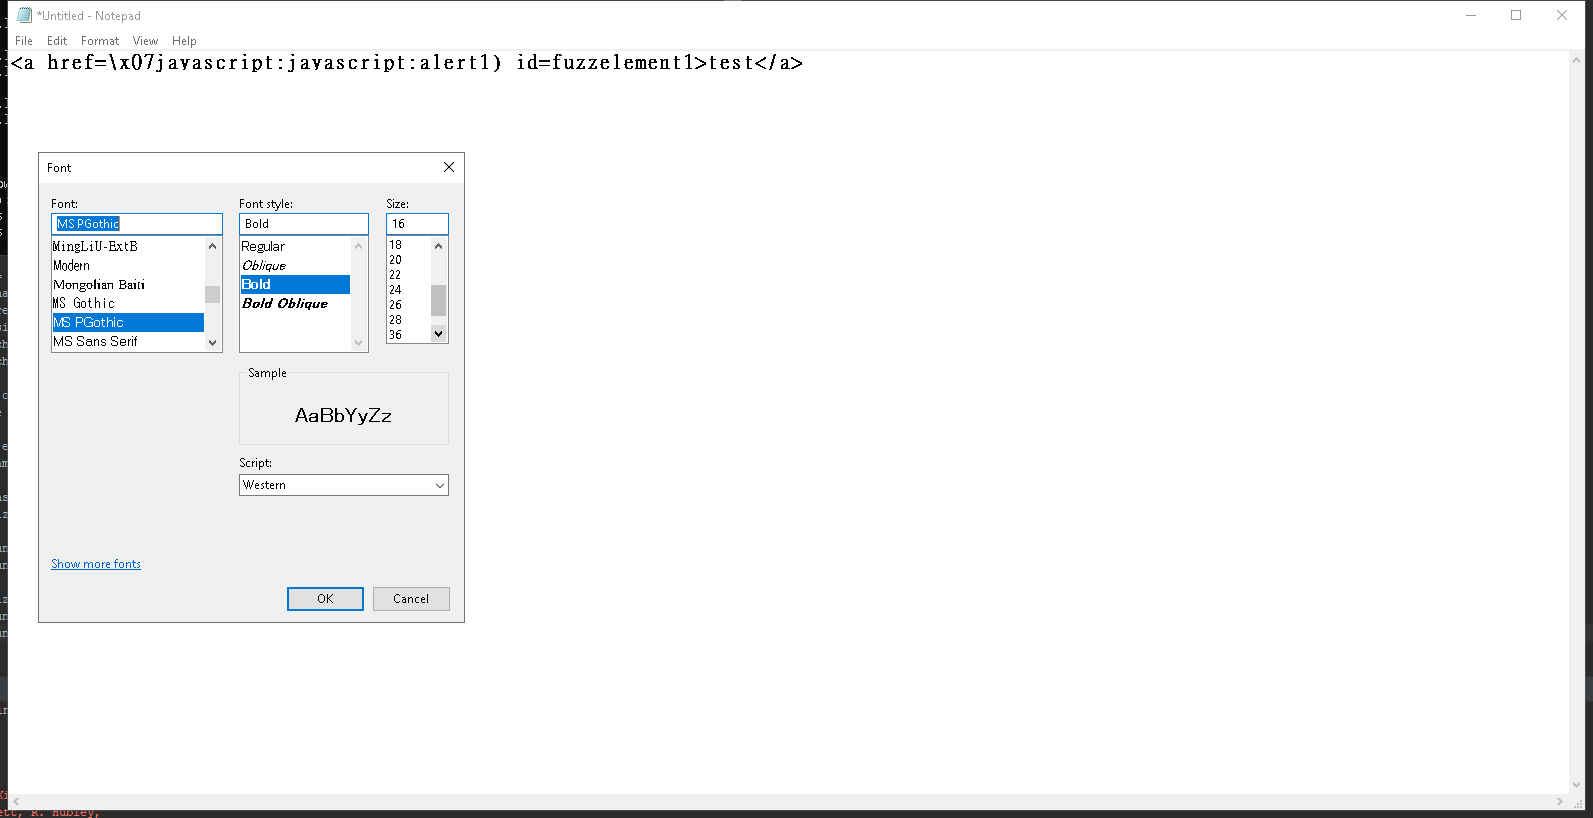 *Untitled - Notepad
File Edit Format View Help
<a href=\x07javascript:javascript:alert1) id=fuzzelement1>test</a>
Font
Font: Font style: Size:
MS PGothic Bold 16
MingLiU-ExtB Regular 18
Modern Oblique 20
Mongolian Baiti Bold 22
MS Gothic Bold Oblique 24
MS PGothic 26
MS Sans Serif 28
36
Sample
AaBbYyZz
Script:
Western
Show more fonts
OK Cancel
R. Hubley,